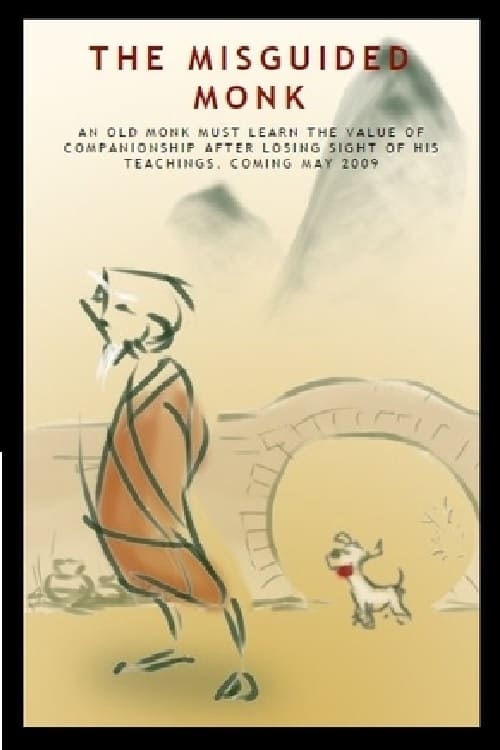 THE MISGUIDED
MONK
AN OLD MONK MUST LEARN THE VALUE OF
COMPANIONSHIP AFTER LOSING SIGHT OF HIS
TEACHINGS. COMING MAY 2009